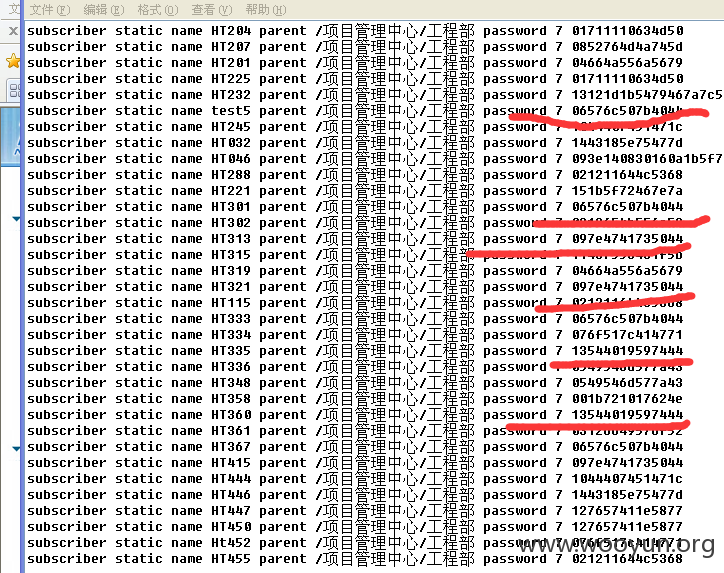 文 文件(F) 编辑(E) 格式(O) 查看(V) 帮助(H)
subscriber static name HT204 parent /项目管理中心/工程部 password 7 01711110634d50
subscriber static name HT207 parent /项目管理中心/工程部 password 7 0852764d4a745d
subscriber static name HT201 parent /项目管理中心/工程部 password 7 04664a556a5679
subscriber static name HT225 parent /项目管理中心/工程部 password 7 01711110634d50
subscriber static name HT232 parent /项目管理中心/工程部 password 7 13121d1b5479467a7c5
subscriber static name test5 parent /项目管理中心/工程部 password 7 06576c507b4044
subscriber static name HT245 parent /项目管理中心/工程部 password 7
subscriber static name HT032 parent /项目管理中心/工程部 password 7 1443185e75477d
subscriber static name HT046 parent /项目管理中心/工程部 password 7 093e140830160a1b5f7
subscriber static name HT288 parent /项目管理中心/工程部 password 7 021211644c5368
subscriber static name HT221 parent /项目管理中心/工程部 password 7 151b5f72467e7a
subscriber static name HT301 parent /项目管理中心/工程部 password 7 06576c507b4044
subscriber static name HT302 parent /项目管理中心/工程部 password 7
subscriber static name HT313 parent /项目管理中心/工程部 password 7 097e4741735044
subscriber static name HT315 parent /项目管理中心/工程部 password 7
subscriber static name HT319 parent /项目管理中心/工程部 password 7 04664a556a5679
subscriber static name HT321 parent /项目管理中心/工程部 password 7 097e4741735044
subscriber static name HT115 parent /项目管理中心/工程部 password 7
subscriber static name HT333 parent /项目管理中心/工程部 password 7 06576c507b4044
subscriber static name HT334 parent /项目管理中心/工程部 password 7 076f517c414771
subscriber static name HT335 parent /项目管理中心/工程部 password 7 13544019597444
subscriber static name HT336 parent /项目管理中心/工程部 password 7
subscriber static name HT348 parent /项目管理中心/工程部 password 7 0549546d577a43
subscriber static name HT358 parent /项目管理中心/工程部 password 7 001b721017624e
subscriber static name HT360 parent /项目管理中心/工程部 password 7 13544019597444
subscriber static name HT361 parent /项目管理中心/工程部 password 7
subscriber static name HT367 parent /项目管理中心/工程部 password 7 06576c507b4044
subscriber static name HT415 parent /项目管理中心/工程部 password 7 097e4741735044
subscriber static name HT444 parent /项目管理中心/工程部 password 7 1044407451471c
subscriber static name HT446 parent /项目管理中心/工程部 password 7 1443185e75477d
subscriber static name HT447 parent /项目管理中心/工程部 password 7 127657411e5877
subscriber static name HT450 parent /项目管理中心/工程部 password 7 127657411e5877
subscriber static name Ht452 parent /项目管理中心/工程部 password 7 076f517c414771
subscriber static name HT455 parent /项目管理中心/工程部 password 7 021211644c5368
www.wooyun.org